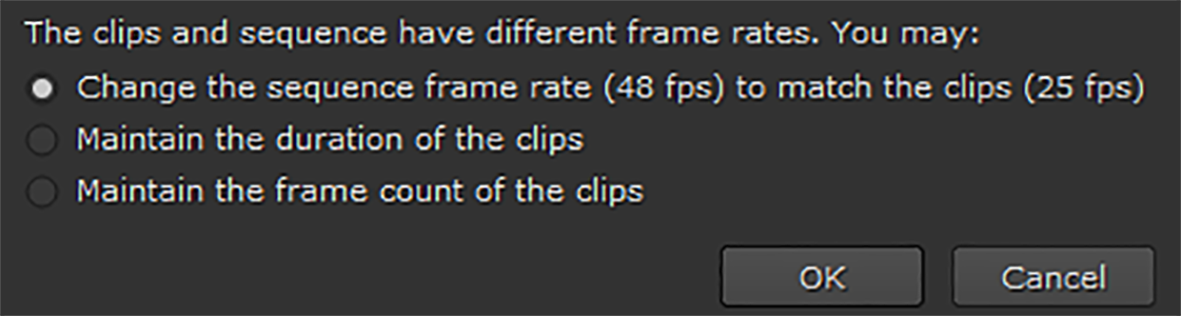 The clips and sequence have different frame rates. You may:
Change the sequence frame rate (48 fps) to match the clips (25 fps)
Maintain the duration of the clips
Maintain the frame count of the clips
OK Cancel